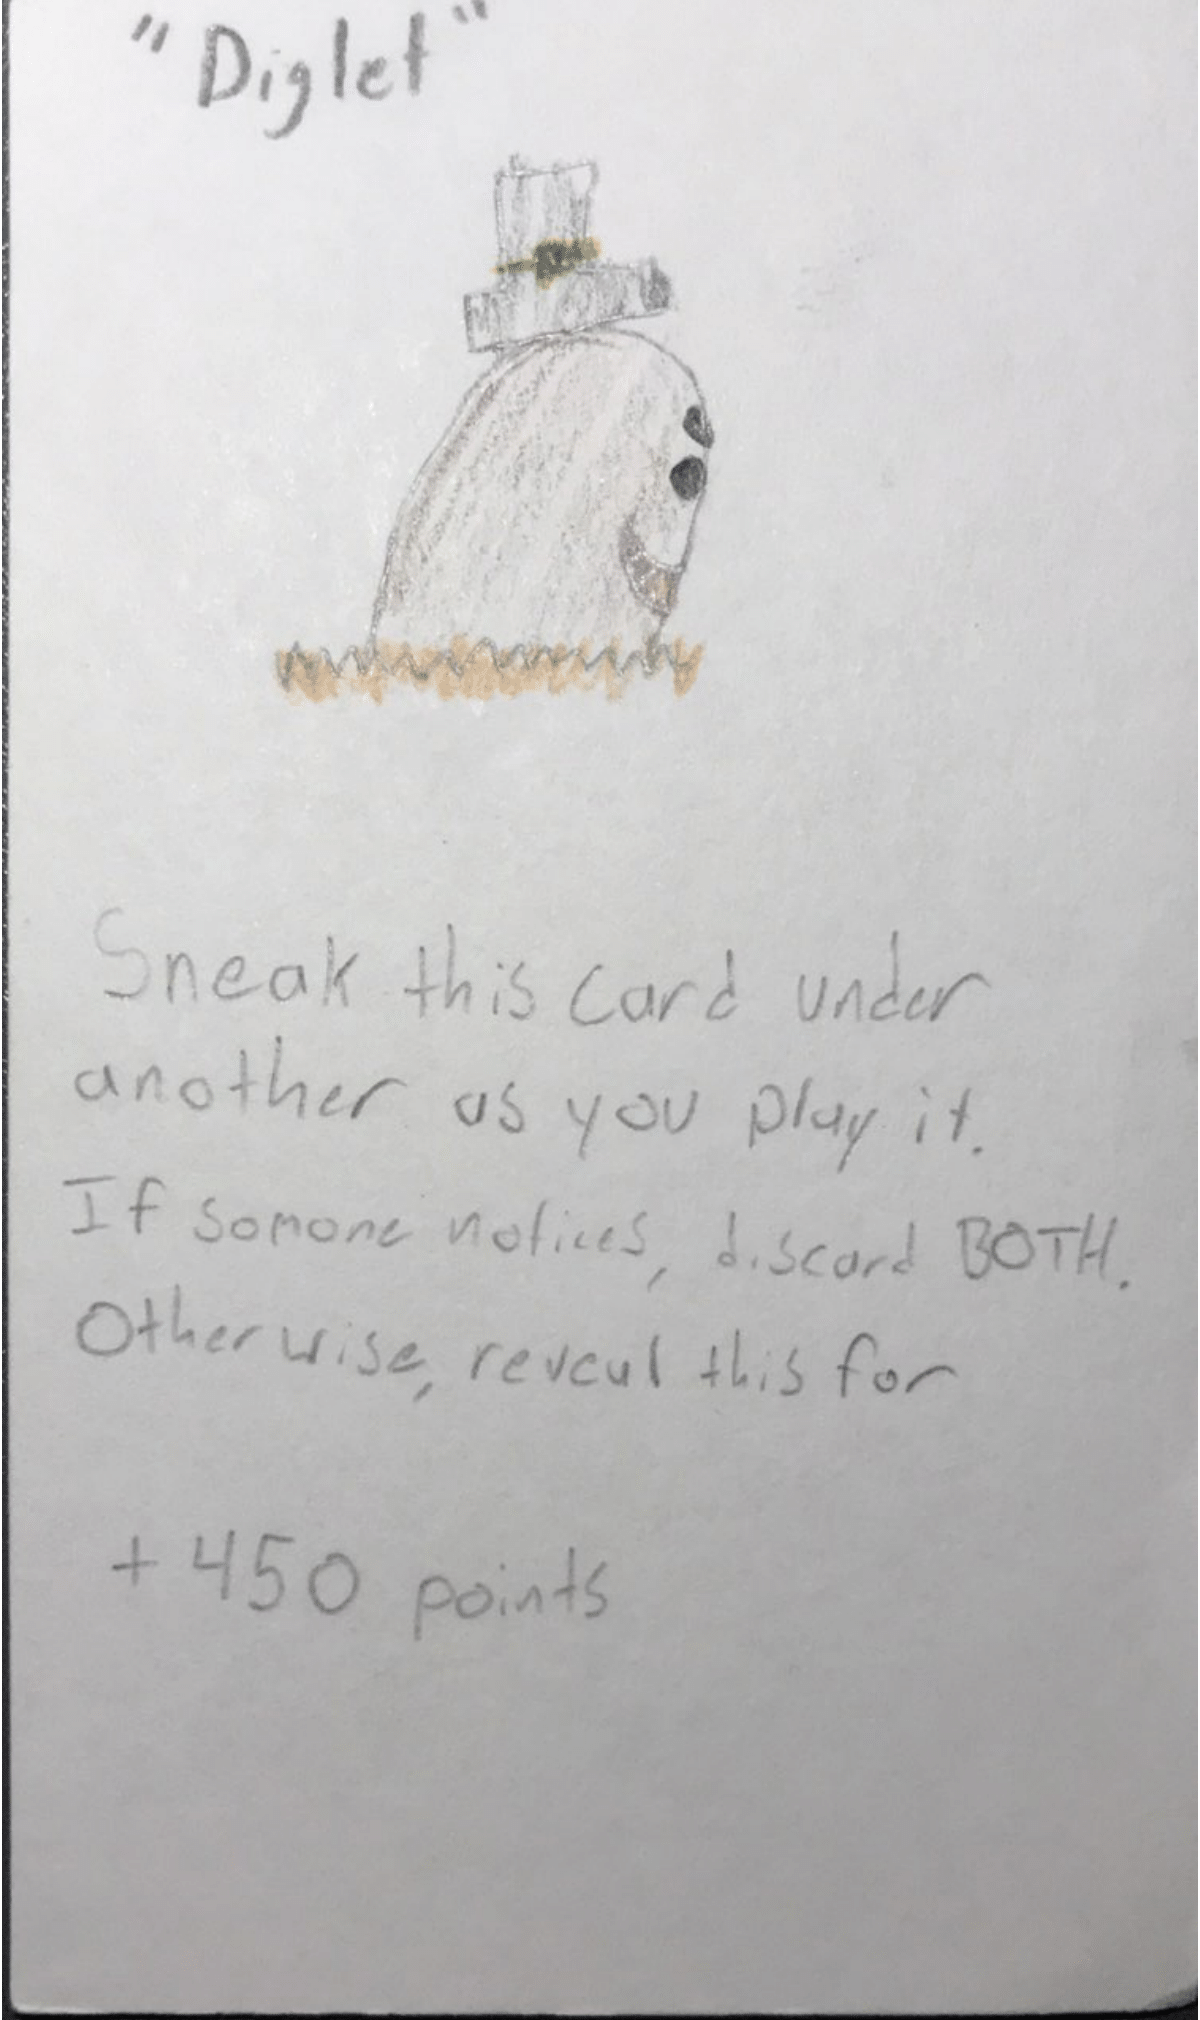 "Diglet"
Sneak this card under
another as you play it.
If somone notices, discard BOTH.
Otherwise, reveal this for
+450 points